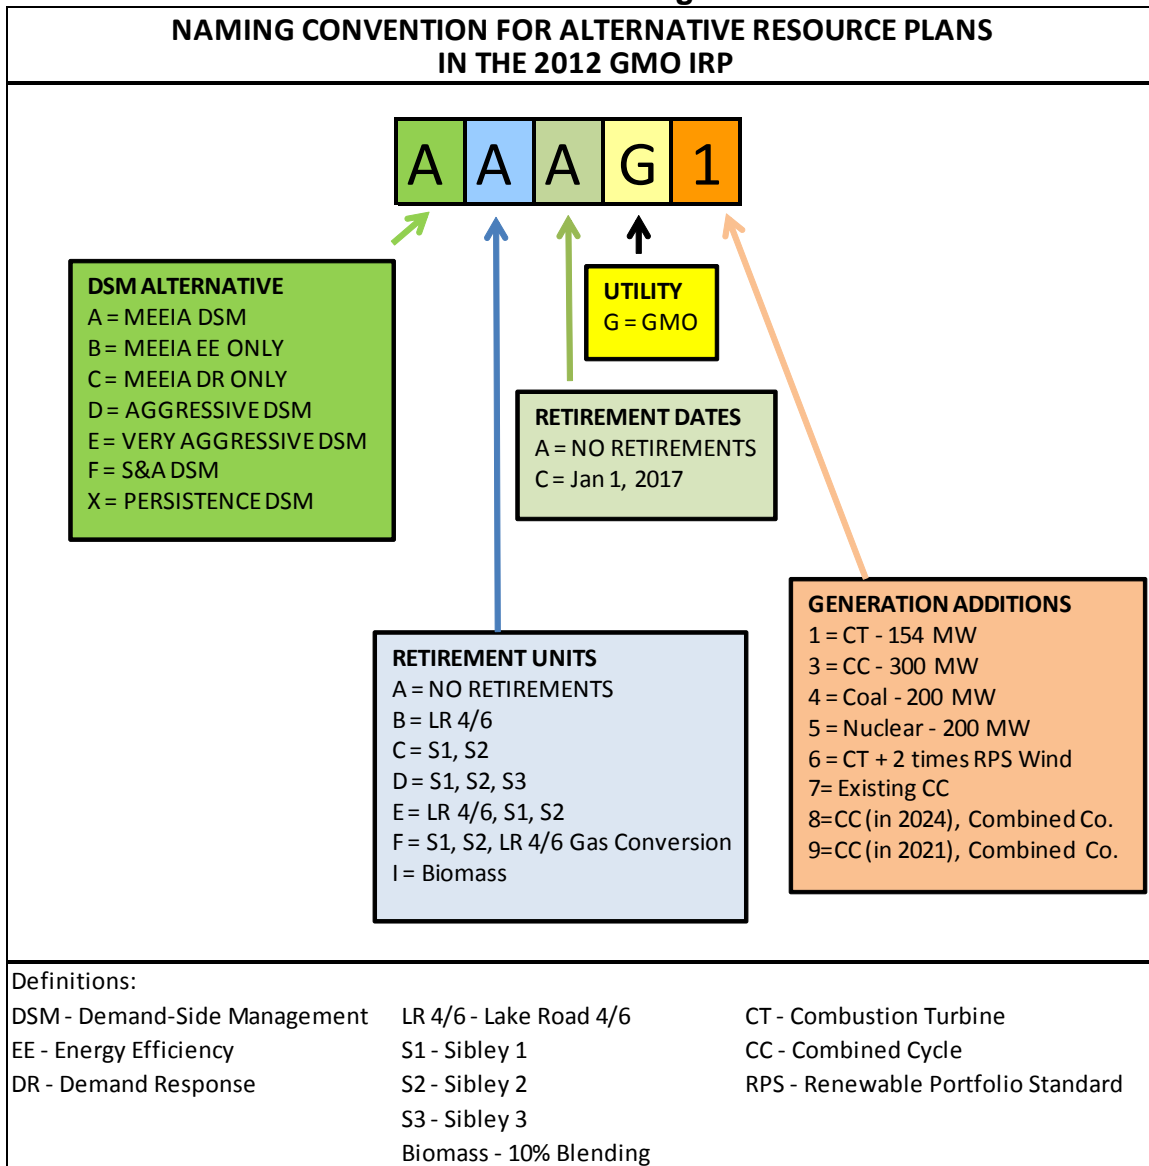 NAMING CONVENTION FOR ALTERNATIVE RESOURCE PLANS
IN THE 2012 GMO IRP
A A A G 1
DSM ALTERNATIVE
A = MEEIA DSM
B = MEEIA EE ONLY
C = MEEIA DR ONLY
D = AGGRESSIVE DSM
E = VERY AGGRESSIVE DSM
F = S&A DSM
X = PERSISTENCE DSM
UTILITY
G = GMO
RETIREMENT DATES
A = NO RETIREMENTS
C = Jan 1, 2017
RETIREMENT UNITS
A = NO RETIREMENTS
B = LR 4/6
C = S1, S2
D = S1, S2, S3
E = LR 4/6, S1, S2
F = S1, S2, LR 4/6 Gas Conversion
I = Biomass
GENERATION ADDITIONS
1 = CT - 154 MW
3 = CC - 300 MW
4 = Coal - 200 MW
5 = Nuclear - 200 MW
6 = CT + 2 times RPS Wind
7= Existing CC
8=CC (in 2024), Combined Co.
9=CC (in 2021), Combined Co.
Definitions:
DSM - Demand-Side Management
EE - Energy Efficiency
DR - Demand Response
LR 4/6 - Lake Road 4/6
S1 - Sibley 1
S2 - Sibley 2
S3 - Sibley 3
Biomass - 10% Blending
CT - Combustion Turbine
CC - Combined Cycle
RPS - Renewable Portfolio Standard